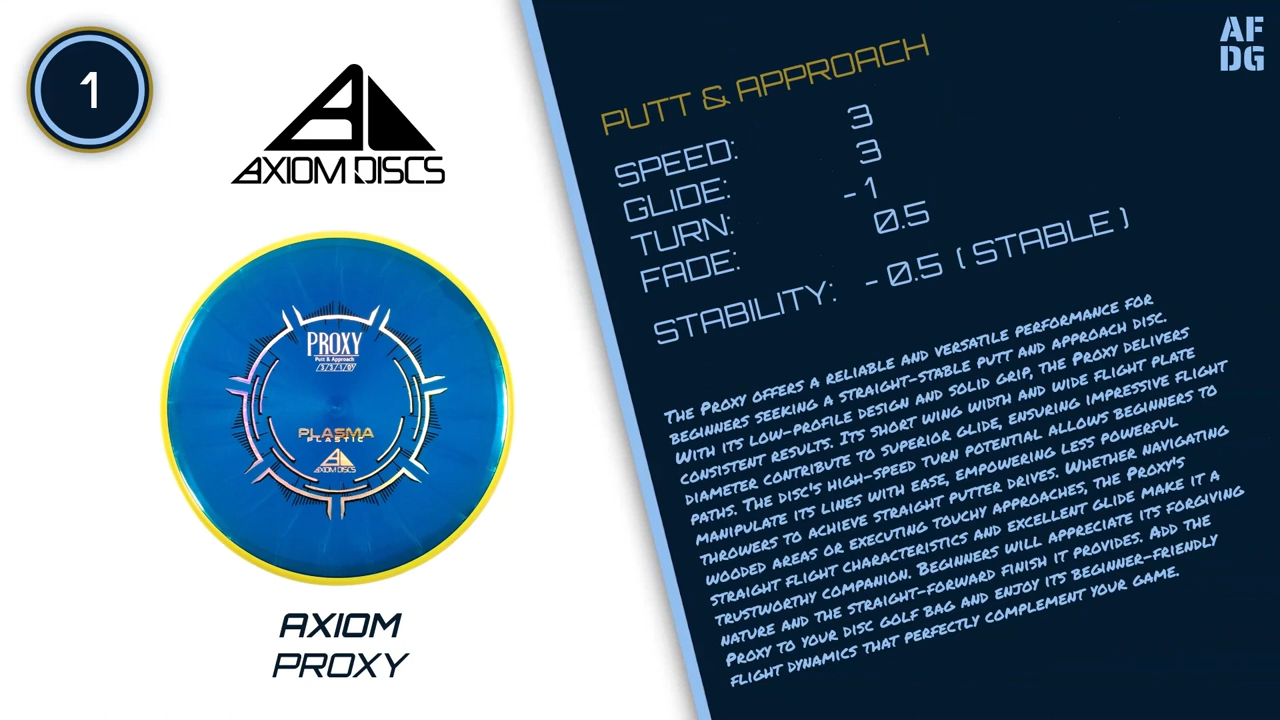 1
AXIOM DISCS
PROXY
Putt & Approach
PLASMA
PLASTIC
AXIOM DISCS
AXIOM
PROXY
AF
DG
PUTT & APPROACH
SPEED: 3
GLIDE: 3
TURN: -1
FADE: 0.5
STABILITY: -0.5 (STABLE)
THE PROXY OFFERS A RELIABLE AND VERSATILE PERFORMANCE FOR
BEGINNERS SEEKING A STRAIGHT-STABLE PUTT AND APPROACH DISC.
WITH ITS LOW-PROFILE DESIGN AND SOLID GRIP, THE PROXY DELIVERS
CONSISTENT RESULTS. ITS SHORT WING WIDTH AND WIDE FLIGHT PLATE
DIAMETER CONTRIBUTE TO SUPERIOR GLIDE, ENSURING IMPRESSIVE FLIGHT
PATHS. THE DISC'S HIGH-SPEED TURN POTENTIAL ALLOWS BEGINNERS TO
MANIPULATE ITS LINES WITH EASE, EMPOWERING LESS POWERFUL
THROWERS TO ACHIEVE STRAIGHT PUTTER DRIVES. WHETHER NAVIGATING
WOODED AREAS OR EXECUTING TOUCHY APPROACHES, THE PROXY'S
STRAIGHT FLIGHT CHARACTERISTICS AND EXCELLENT GLIDE MAKE IT A
TRUSTWORTHY COMPANION. BEGINNERS WILL APPRECIATE ITS FORGIVING
NATURE AND THE STRAIGHT-FORWARD FINISH IT PROVIDES. ADD THE
PROXY TO YOUR DISC GOLF BAG AND ENJOY ITS BEGINNER-FRIENDLY
FLIGHT DYNAMICS THAT PERFECTLY COMPLEMENT YOUR GAME.